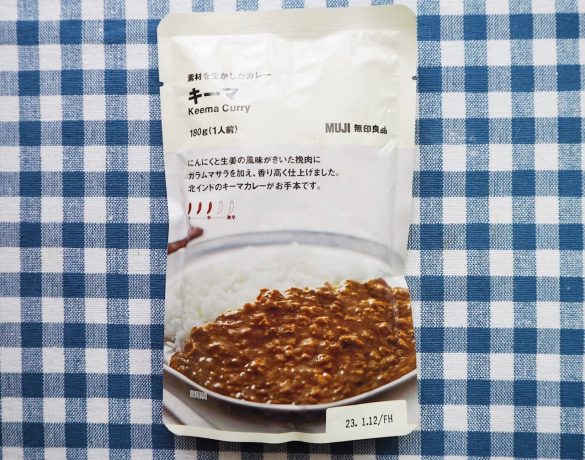 素材を生かしたカレー
キーマ
Keema Curry
180g(1人前)
MUJI 無印良品
にんにくと生姜の風味がきいた挽肉に
ガラムマサラを加え、香り高く仕上げました。
北インドのキーマカレーがお手本です。
23. 1.12/FH